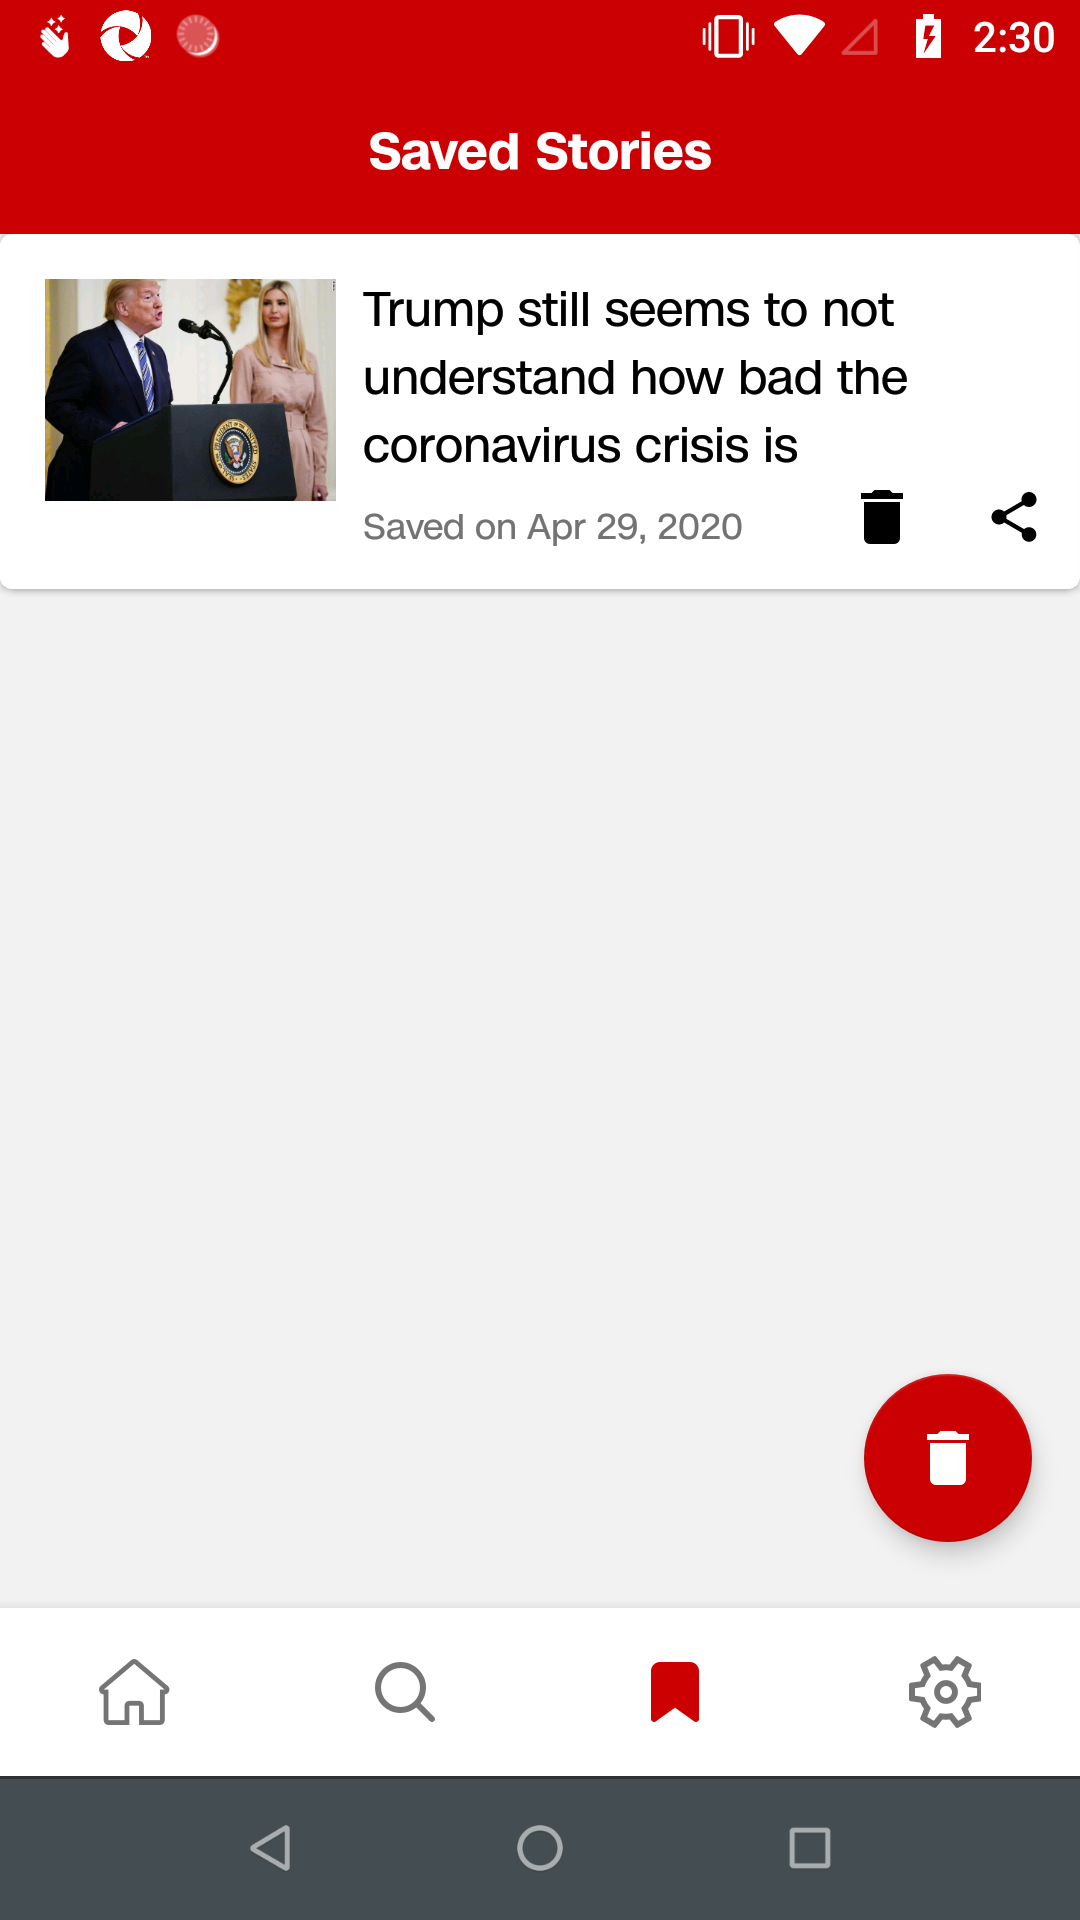 2:30
Saved Stories
Trump still seems to not
understand how bad the
coronavirus crisis is
Saved on Apr 29, 2020